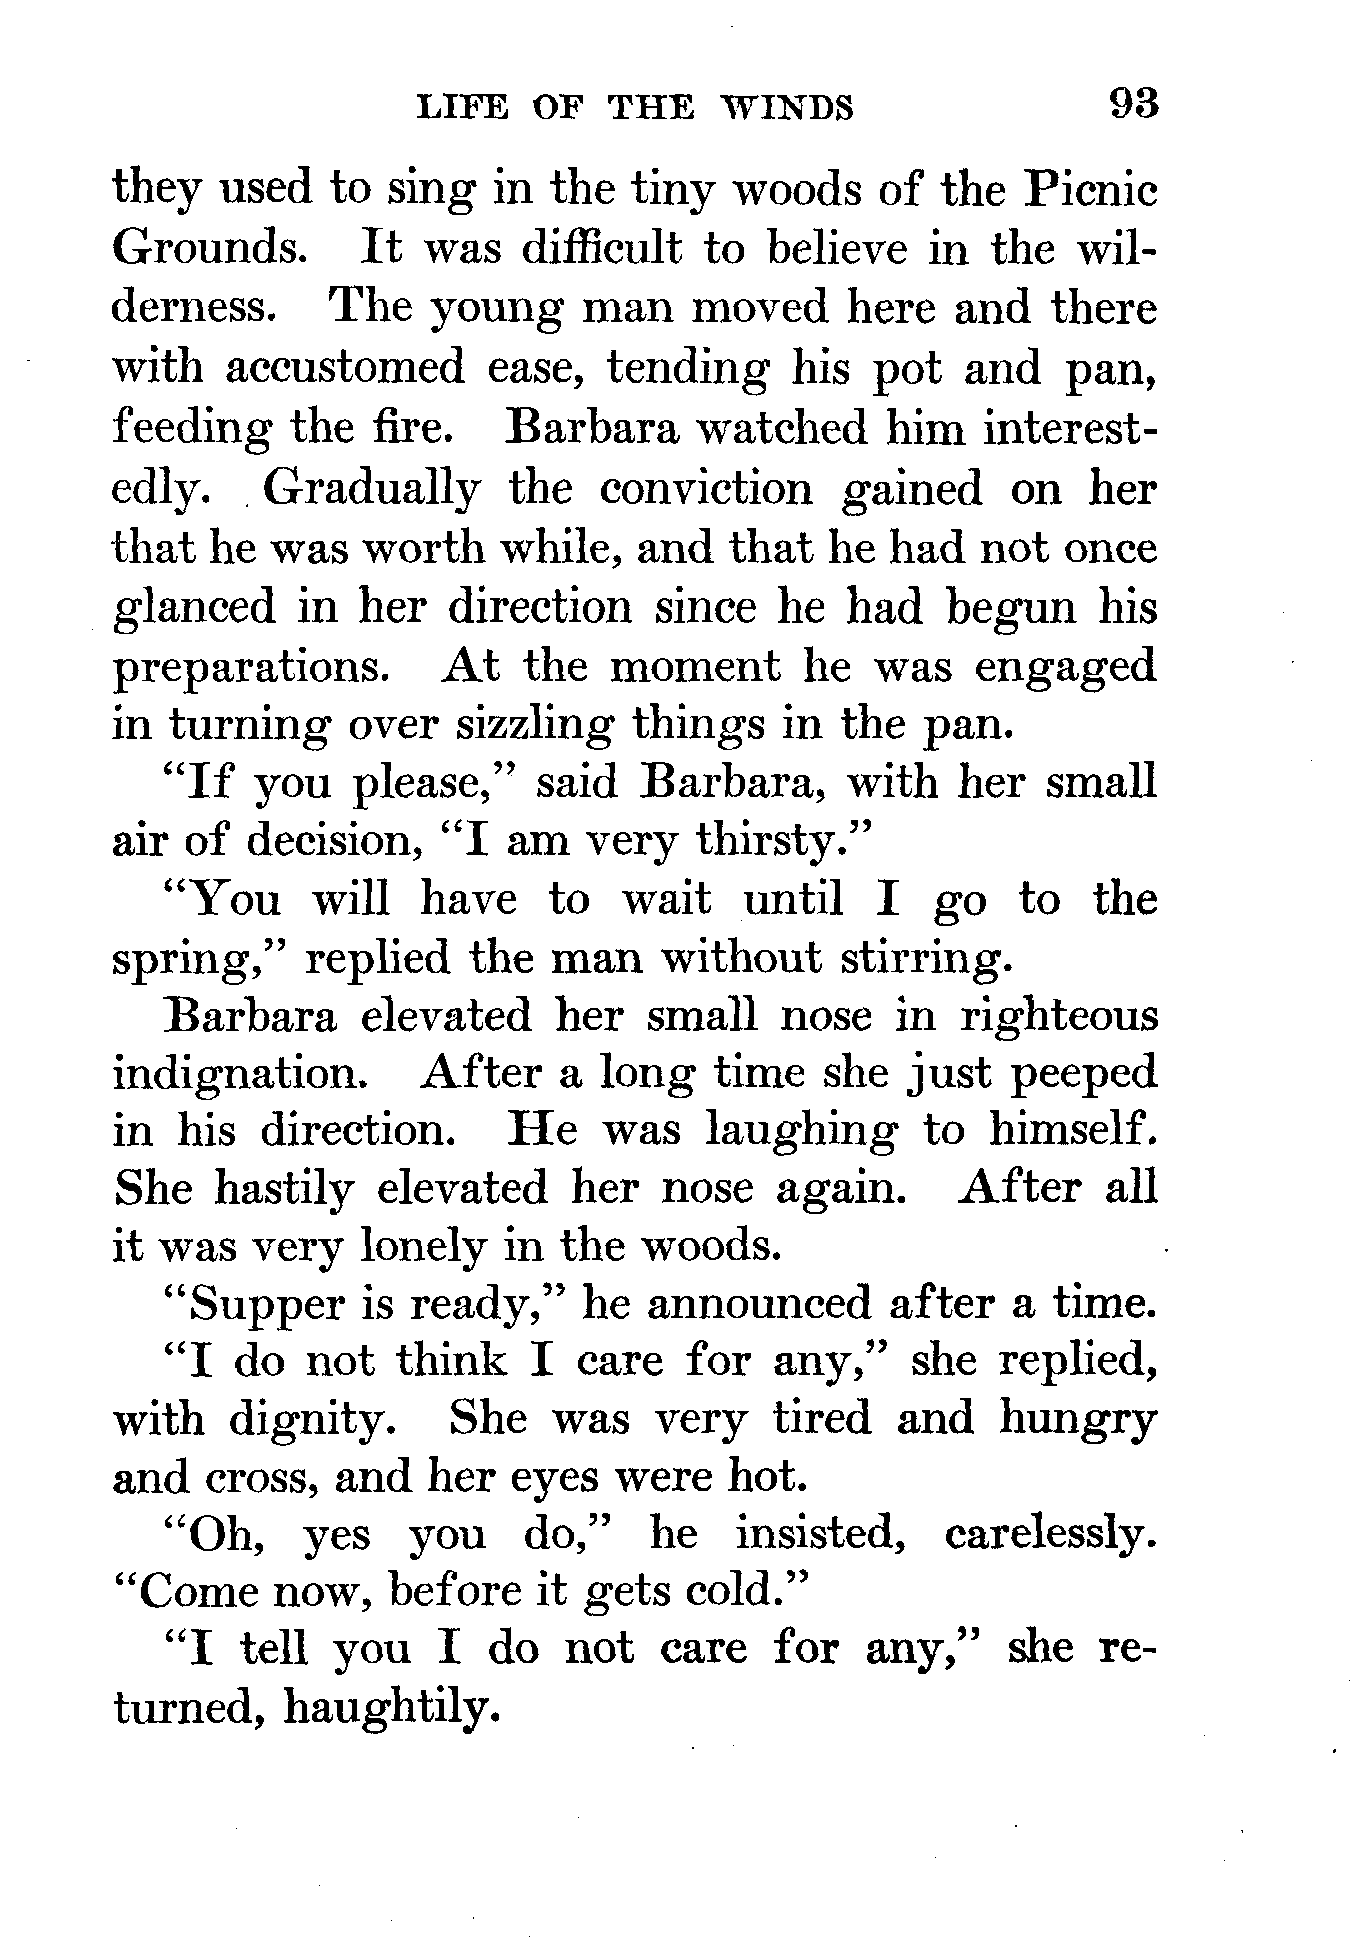 LIFE OF THE WINDS 93
they used to sing in the tiny woods of the Picnic
Grounds. It was difficult to believe in the wil-
derness. The young man moved here and there
with accustomed ease, tending his pot and pan,
feeding the fire. Barbara watched him interest-
edly. Gradually the conviction gained on her
that he was worth while, and that he had not once
glanced in her direction since he had begun his
preparations. At the moment he was engaged
in turning over sizzling things in the pan.
“If you please,” said Barbara, with her small
air of decision, “I am very thirsty.”
“You will have to wait until I go to the
spring,” replied the man without stirring.
Barbara elevated her small nose in righteous
indignation. After a long time she just peeped
in his direction. He was laughing to himself.
She hastily elevated her nose again. After all
it was very lonely in the woods.
“Supper is ready,” he announced after a time.
“I do not think I care for any,” she replied,
with dignity. She was very tired and hungry
and cross, and her eyes were hot.
“Oh, yes you do,” he insisted, carelessly.
“Come now, before it gets cold.”
“I tell you I do not care for any,” she re-
turned, haughtily.